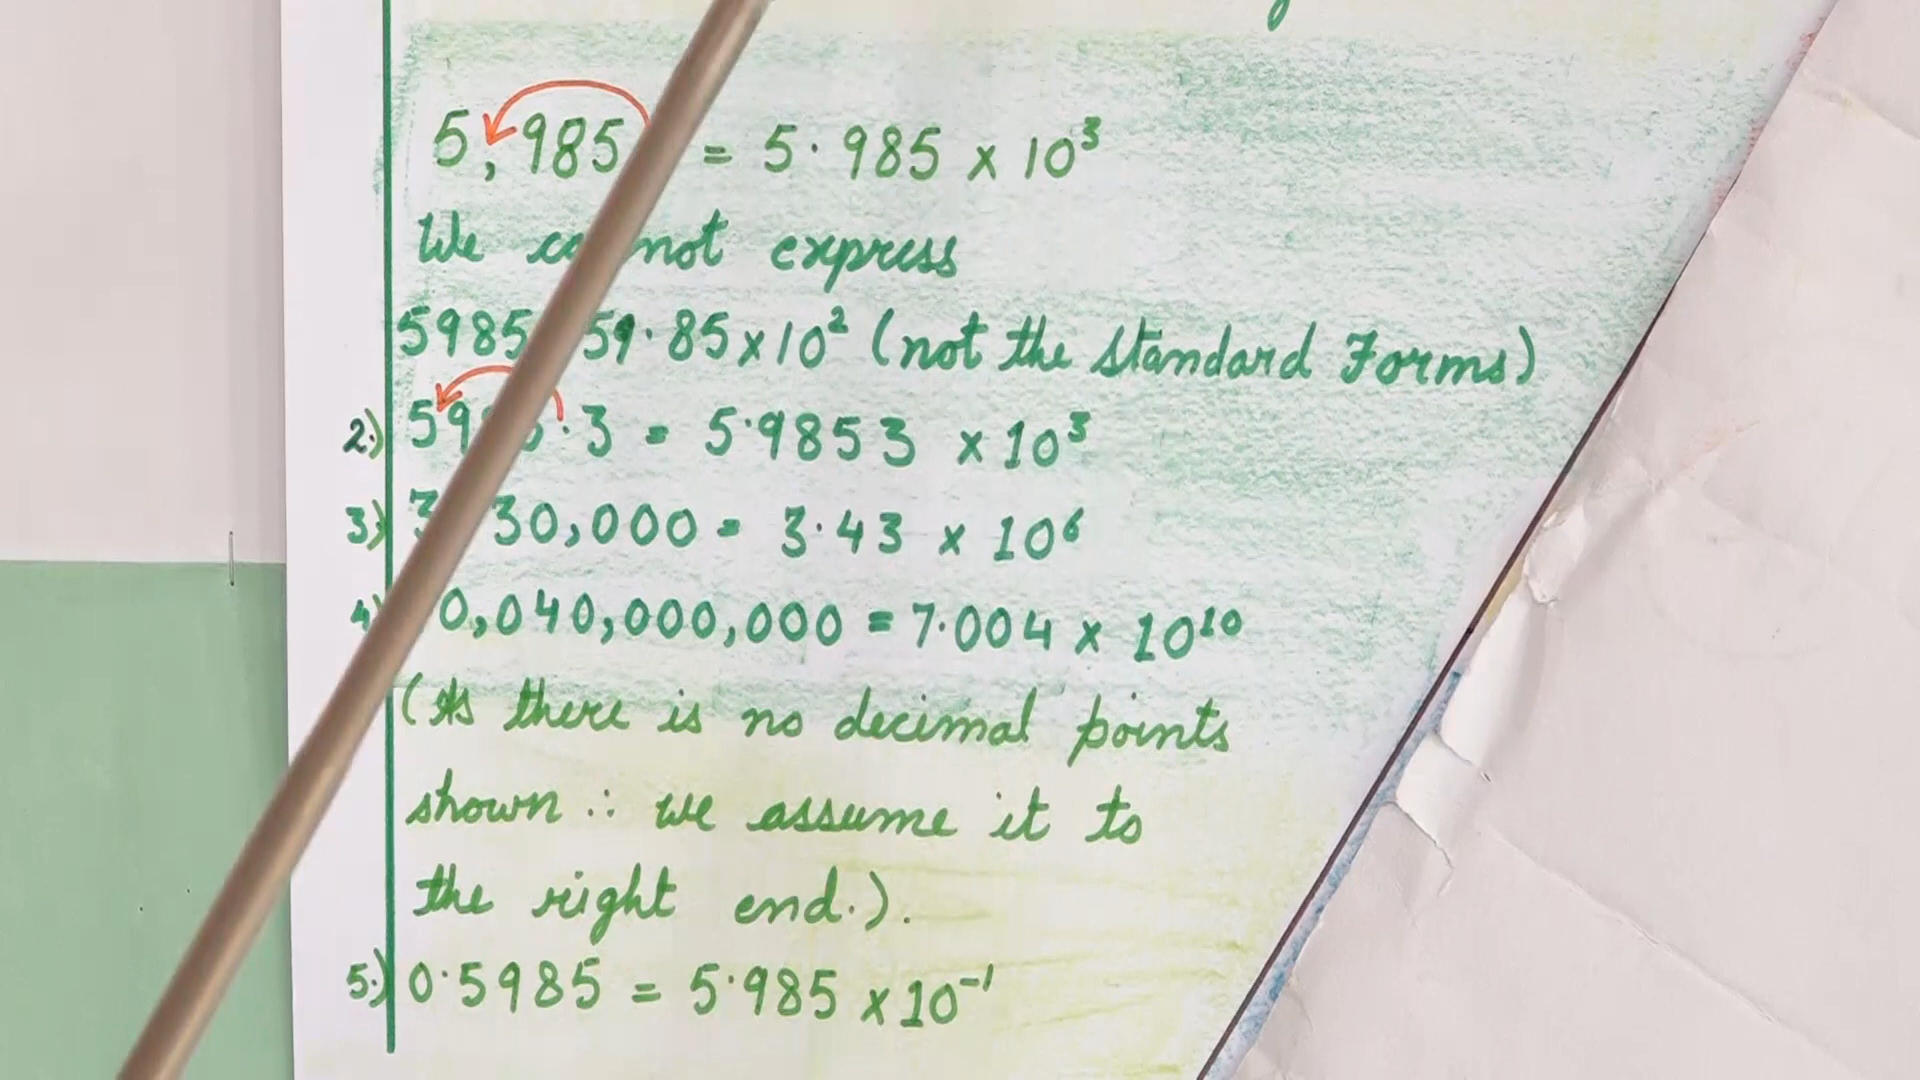 5,985 = 5.985 x 10³
We not express
5985 59.85 x 10² (not the Standard Forms)
2.) 5.9853 x 10³
3) 30,000 = 3.43 x 10⁶
4) 0,040,000,000 = 7.004 x 10¹⁰
(As there is no decimal points
shown ∴ we assume it to
the right end.).
5.) 0.5985 = 5.985 x 10⁻¹